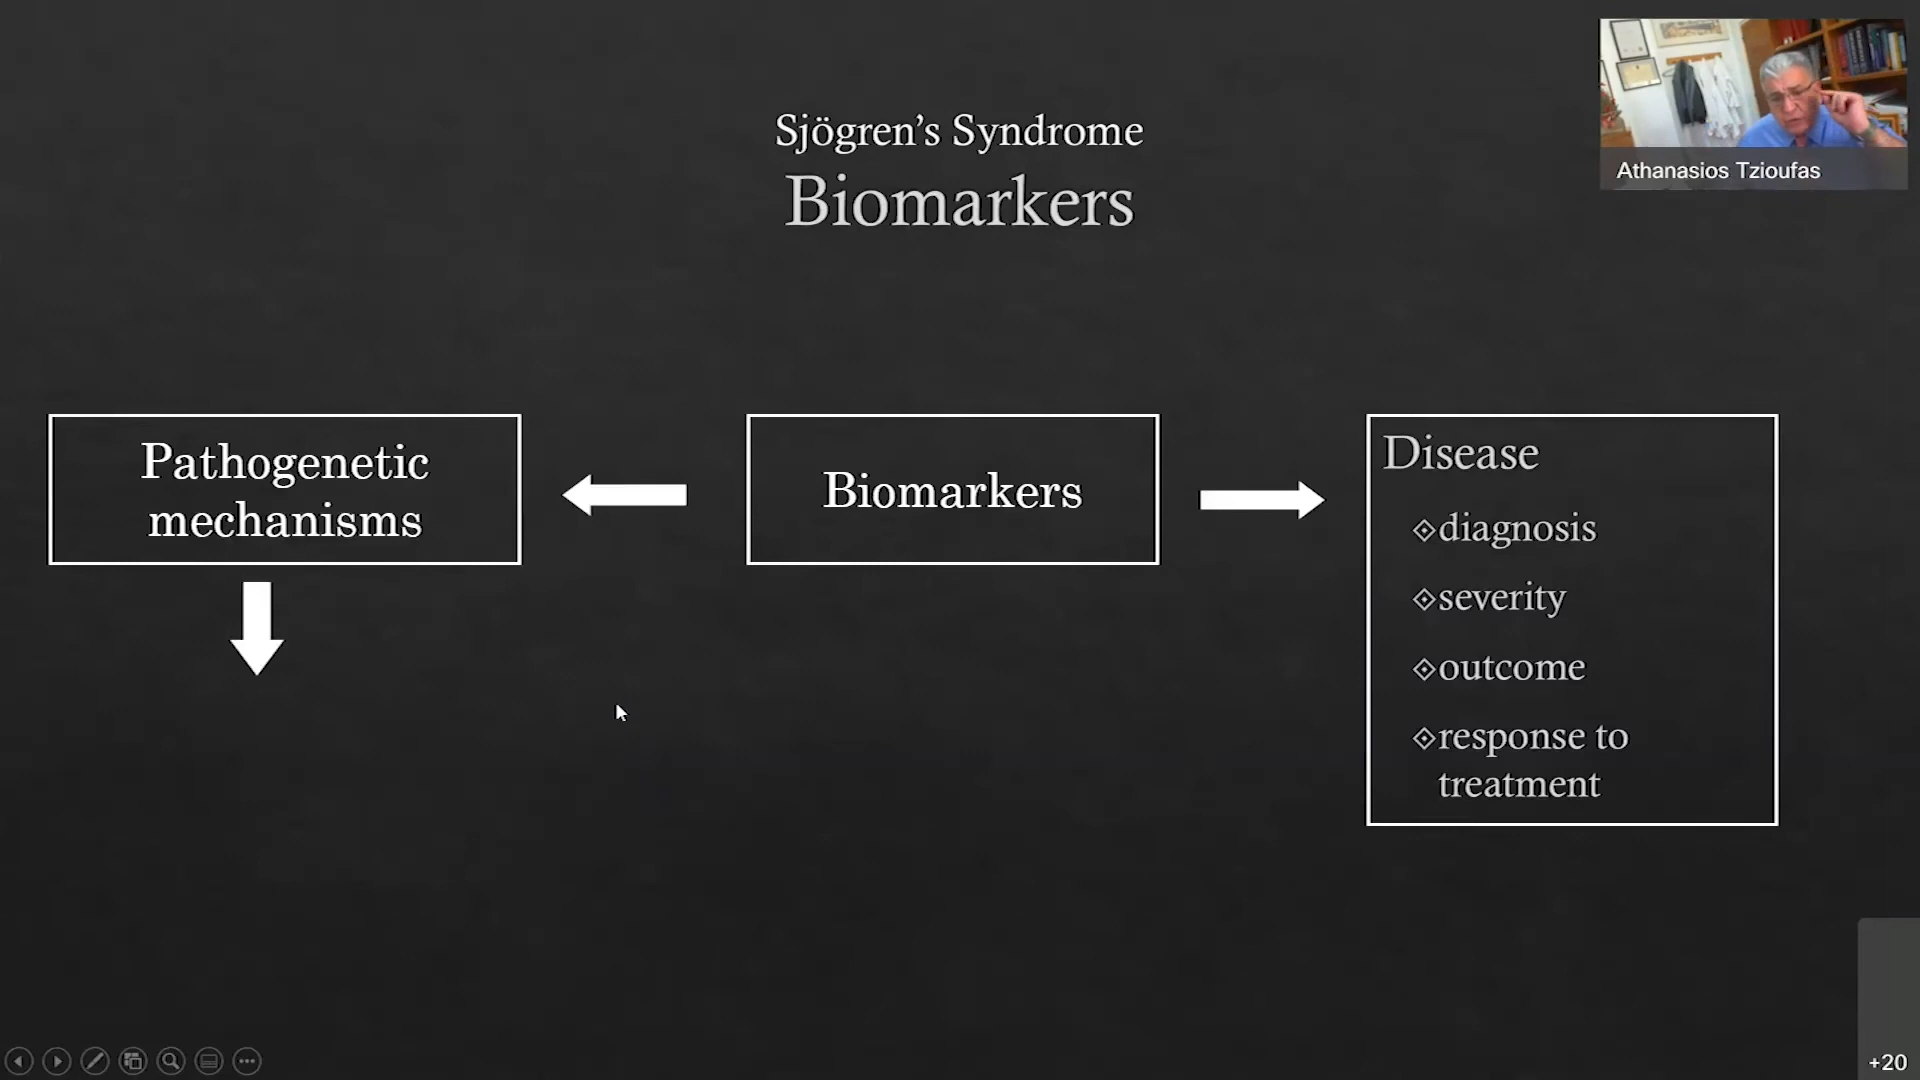 Sjögren's Syndrome
Biomarkers
Athanasios Tzioufas
Pathogenetic
mechanisms
Biomarkers
Disease
diagnosis
severity
outcome
response to
treatment
+20